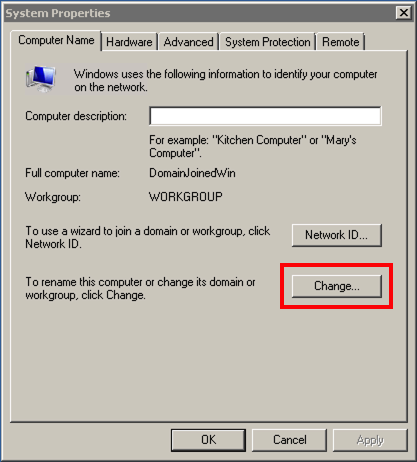 System Properties
Computer Name Hardware Advanced System Protection Remote
Windows uses the following information to identify your computer
on the network.
Computer description:
For example: "Kitchen Computer" or "Mary's
Computer".
Full computer name: DomainJoinedWin
Workgroup: WORKGROUP
To use a wizard to join a domain or workgroup, click
Network ID.
Network ID...
To rename this computer or change its domain or
workgroup, click Change.
Change...
OK Cancel Apply